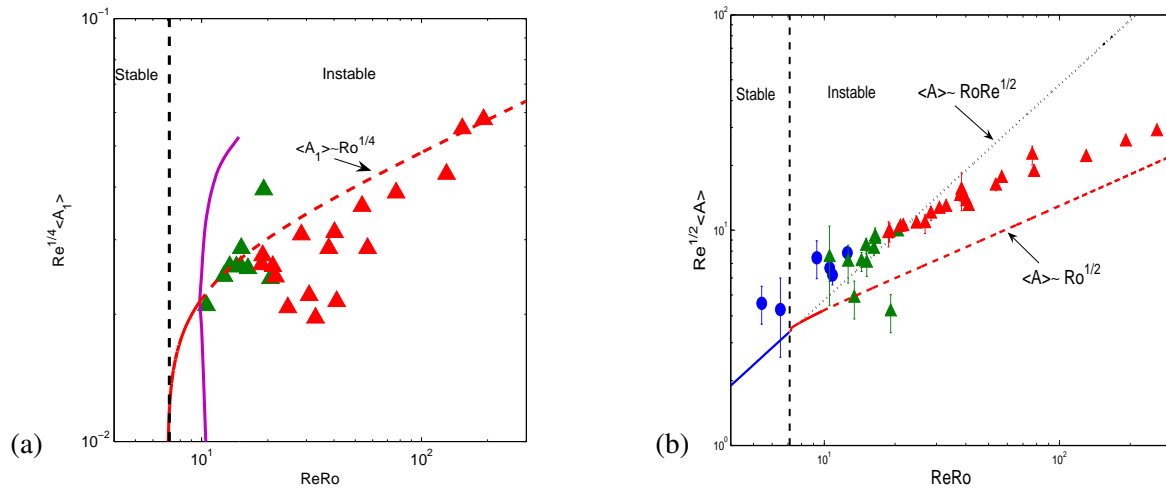 10^{-1}
Stable
Instable
<A_1>~Ro^{1/4}
Re^{1/4}<A_1>
10^{-2}
10^1
10^2
ReRo
(a)
10^2
<A>~ RoRe^{1/2}
Stable
Instable
Re^{1/2}<A>
10^1
<A>~ Ro^{1/2}
10^0
10^1
10^2
ReRo
(b)